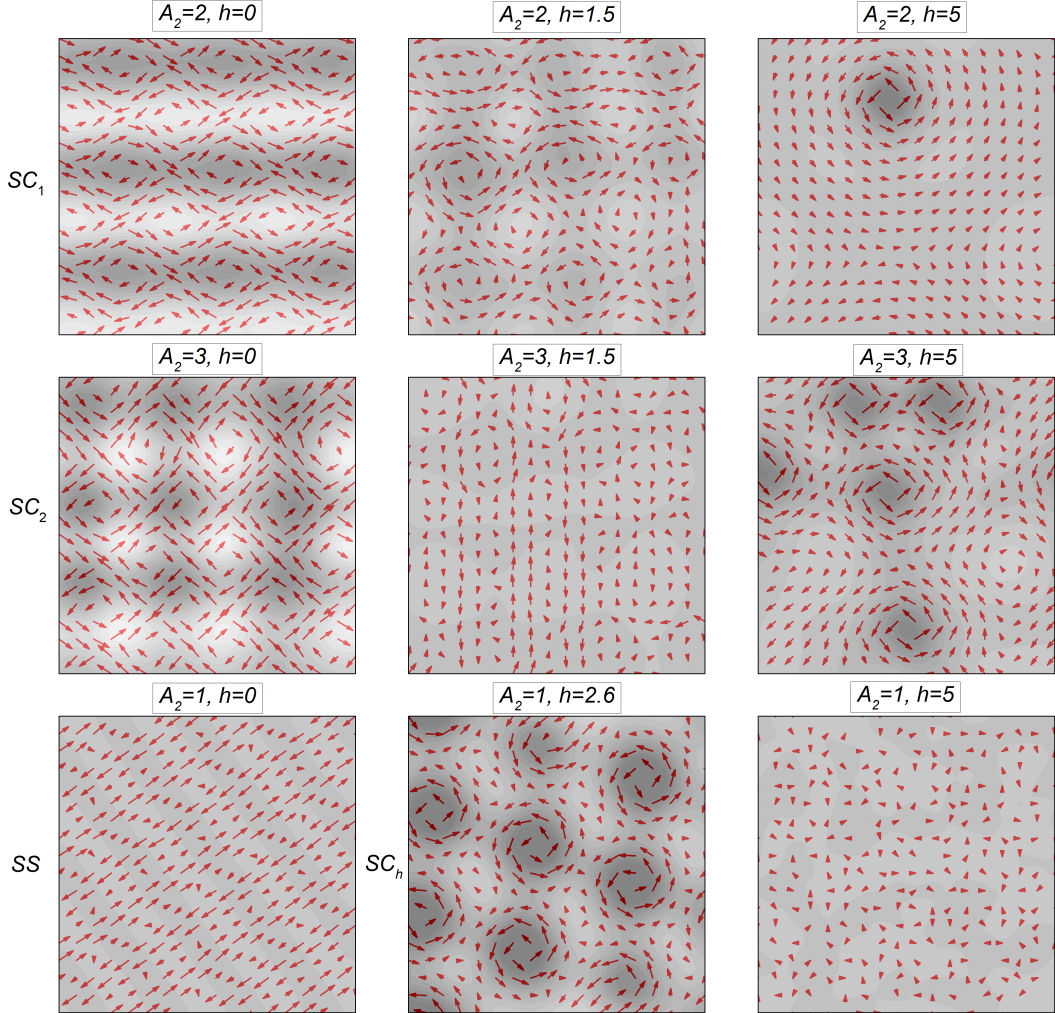 A₂=2, h=0
A₂=2, h=1.5
A₂=2, h=5
SC₁
A₂=3, h=0
A₂=3, h=1.5
A₂=3, h=5
SC₂
A₂=1, h=0
A₂=1, h=2.6
A₂=1, h=5
SS
SCₕ